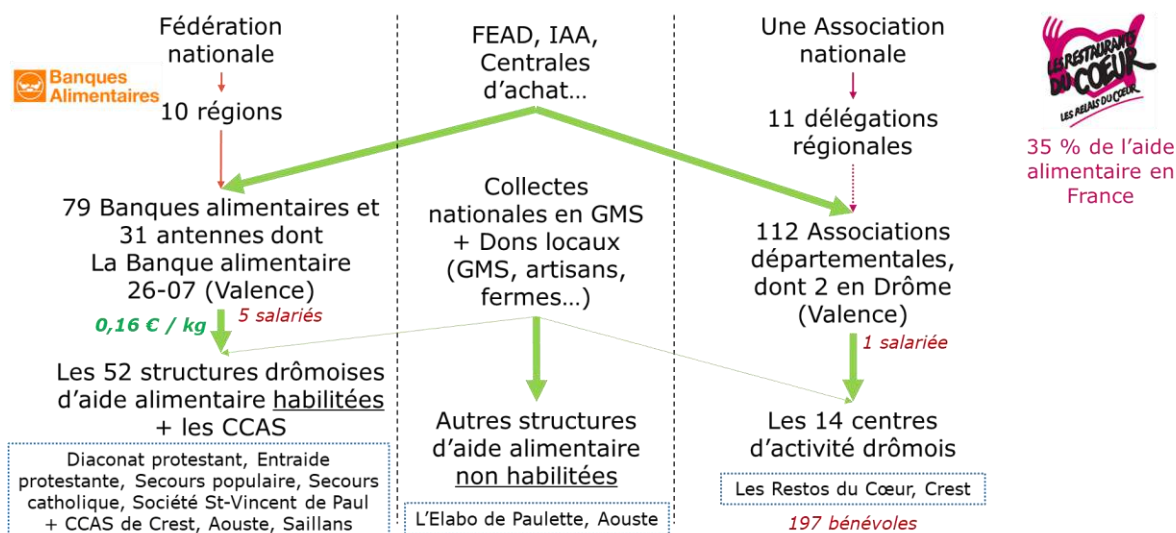 Banques
Alimentaires
Fédération
nationale
10 régions
79 Banques alimentaires et
31 antennes dont
La Banque alimentaire
26-07 (Valence)
0,16 € / kg
5 salariés
Les 52 structures drômoises
d'aide alimentaire habilitées
+ les CCAS
Diaconat protestant, Entraide
protestante, Secours populaire, Secours
catholique, Société St-Vincent de Paul
+ CCAS de Crest, Aouste, Saillans
FEAD, IAA,
Centrales
d'achat...
Collectes
nationales en GMS
+ Dons locaux
(GMS, artisans,
fermes...)
Autres structures
d'aide alimentaire
non habilitées
L'Elabo de Paulette, Aouste
Une Association
nationale
11 délégations
régionales
112 Associations
départementales,
dont 2 en Drôme
(Valence)
1 salariée
Les 14 centres
d'activité drômois
Les Restos du Cœur, Crest
197 bénévoles
LES RESTAURANTS
DU COEUR
LES RELAIS DU COEUR
35 % de l'aide
alimentaire en
France